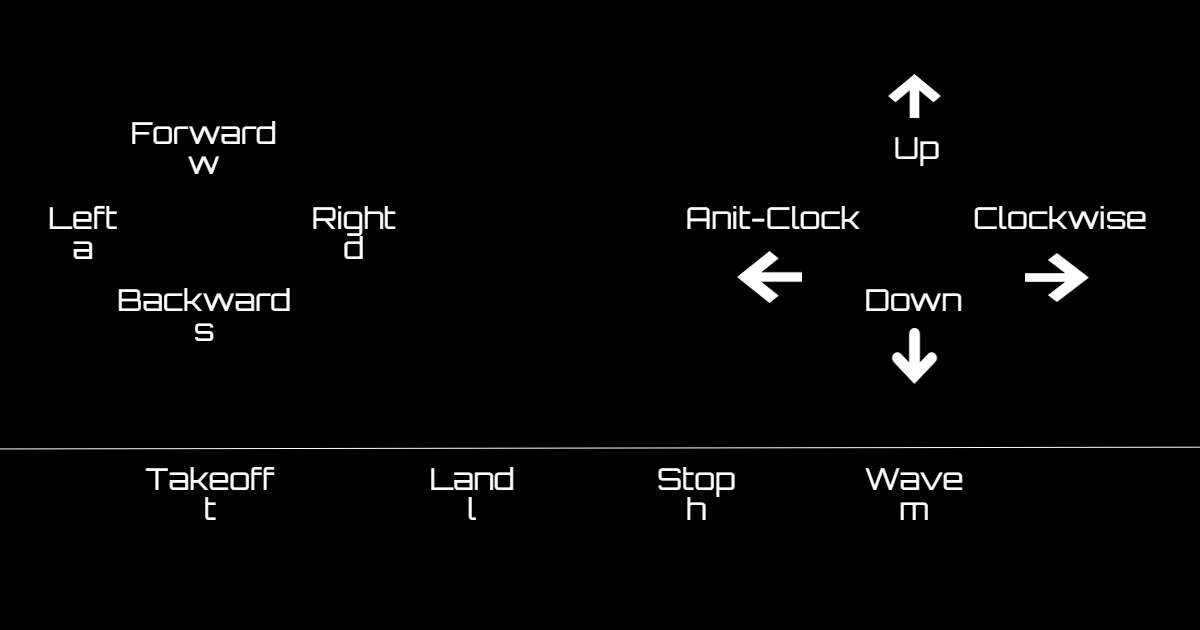 Forward
w
Left
a
Right
d
Backward
s
Up
Anit-Clock
Clockwise
Down
Takeoff
t
Land
l
Stop
h
Wave
m